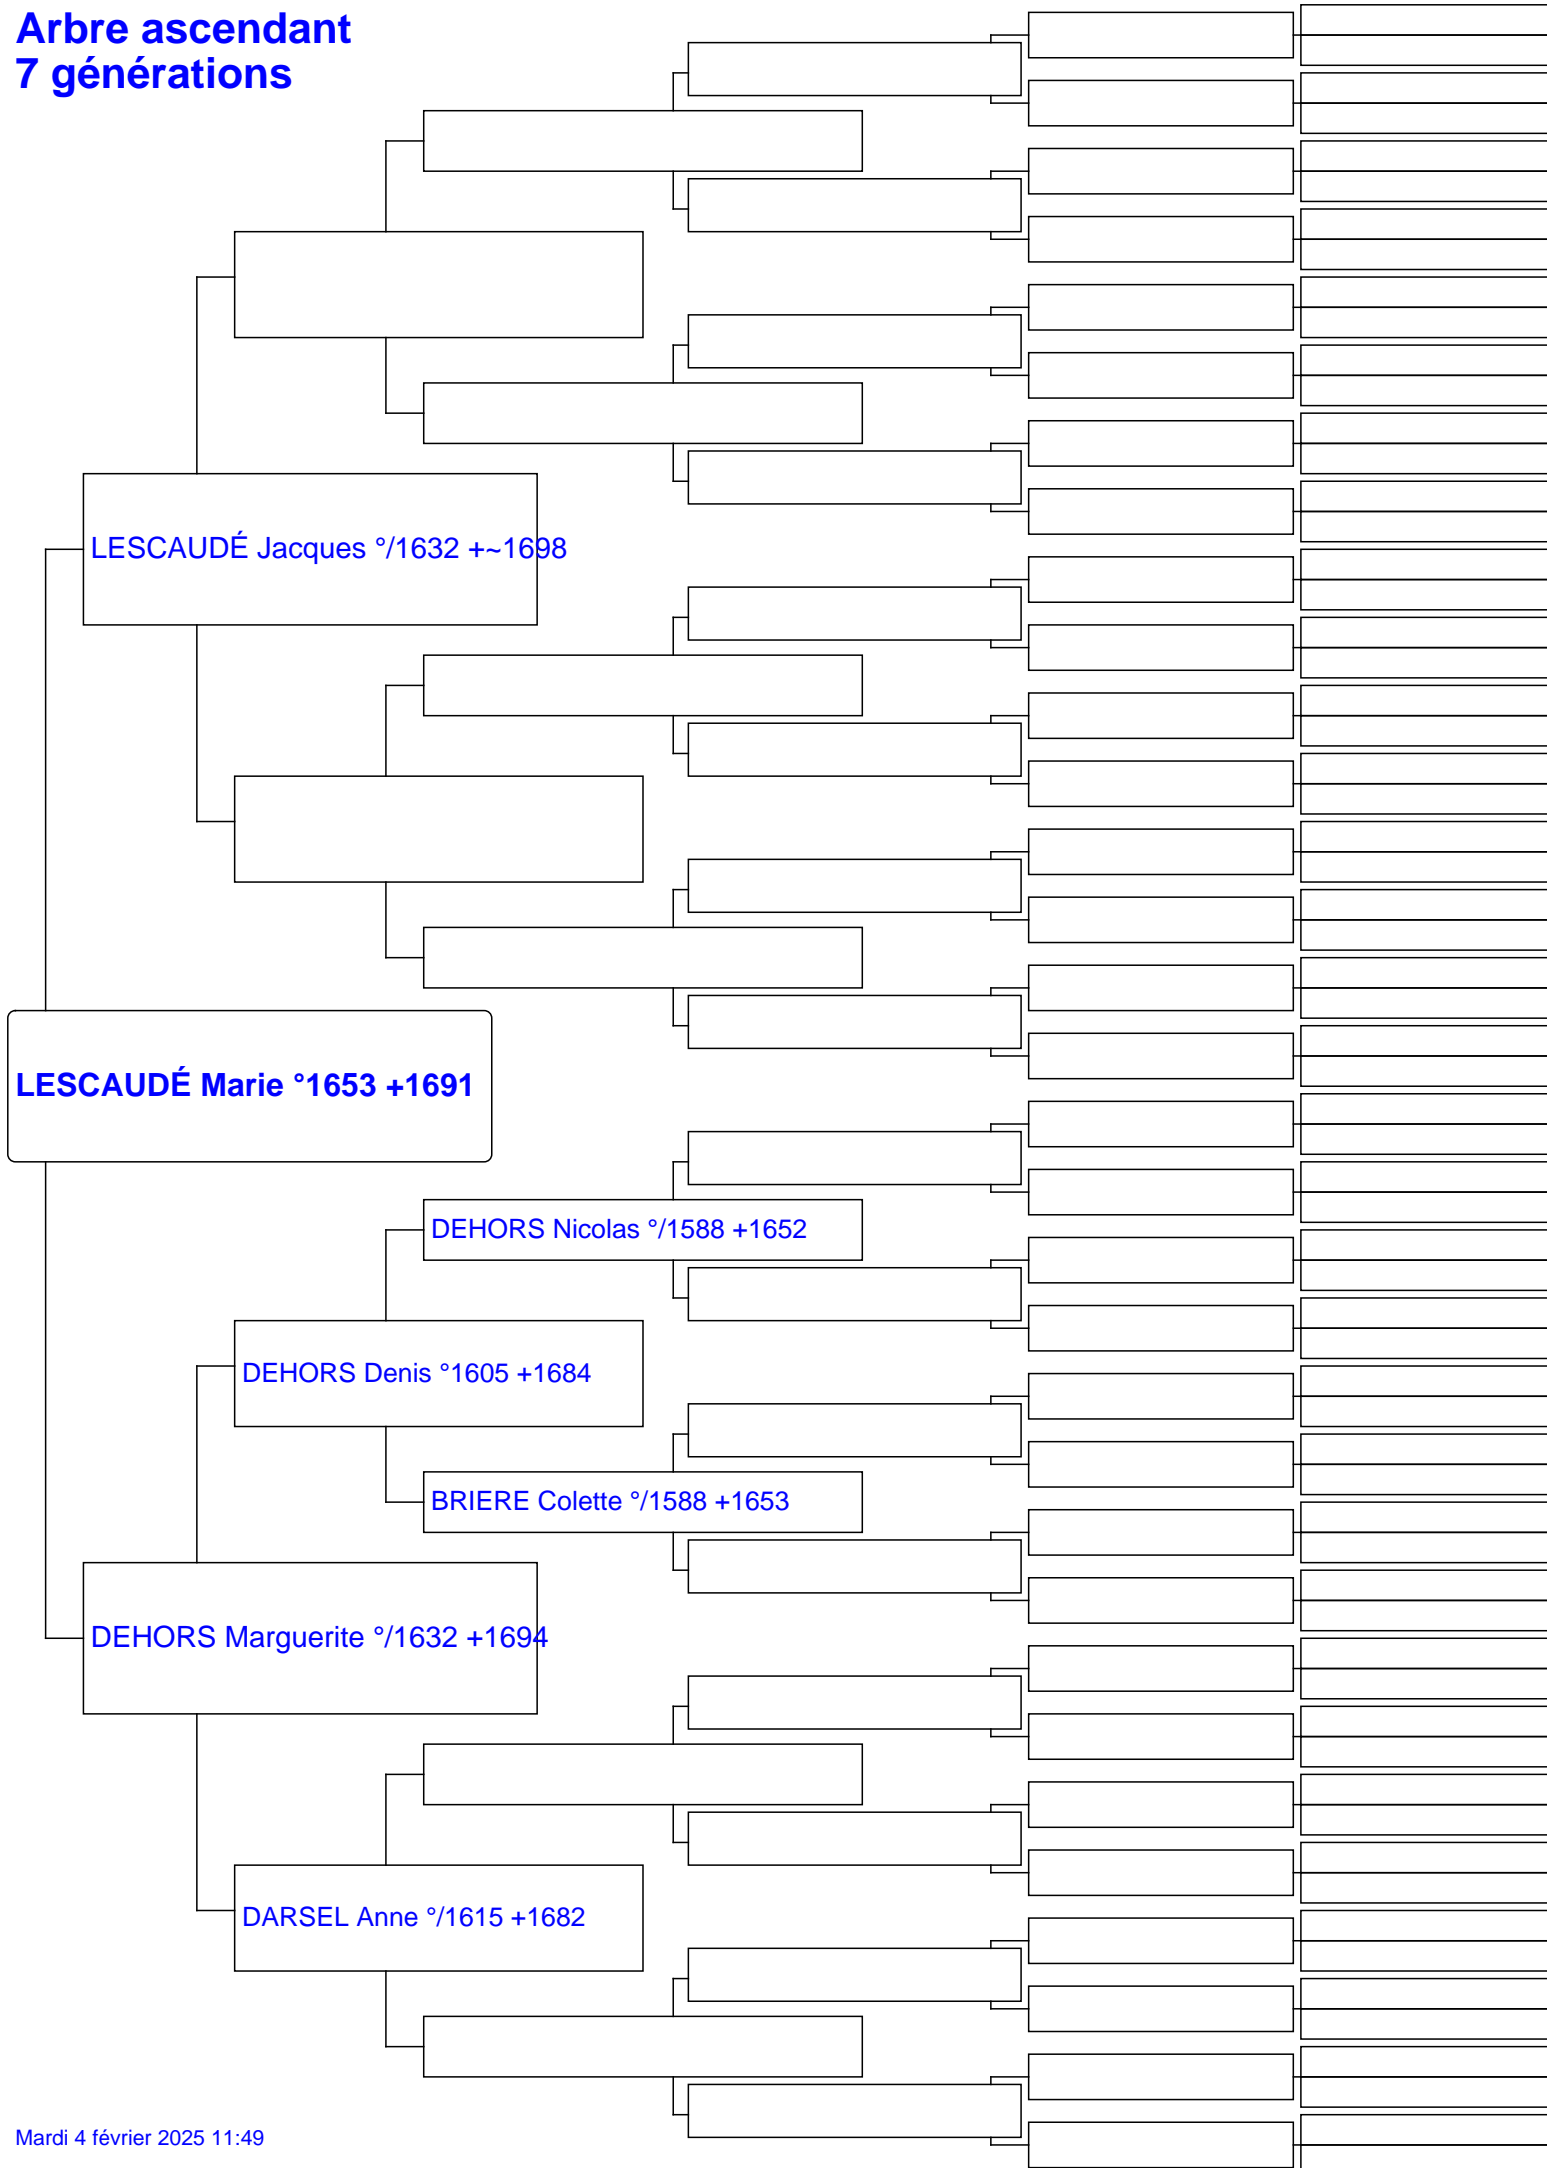 Arbre ascendant
7 générations
LESCAUDÉ Jacques °/1632 +~1698
LESCAUDÉ Marie °1653 +1691
DEHORS Nicolas °/1588 +1652
DEHORS Denis °1605 +1684
BRIERE Colette °/1588 +1653
DEHORS Marguerite °/1632 +1694
DARSEL Anne °/1615 +1682
Mardi 4 février 2025 11:49